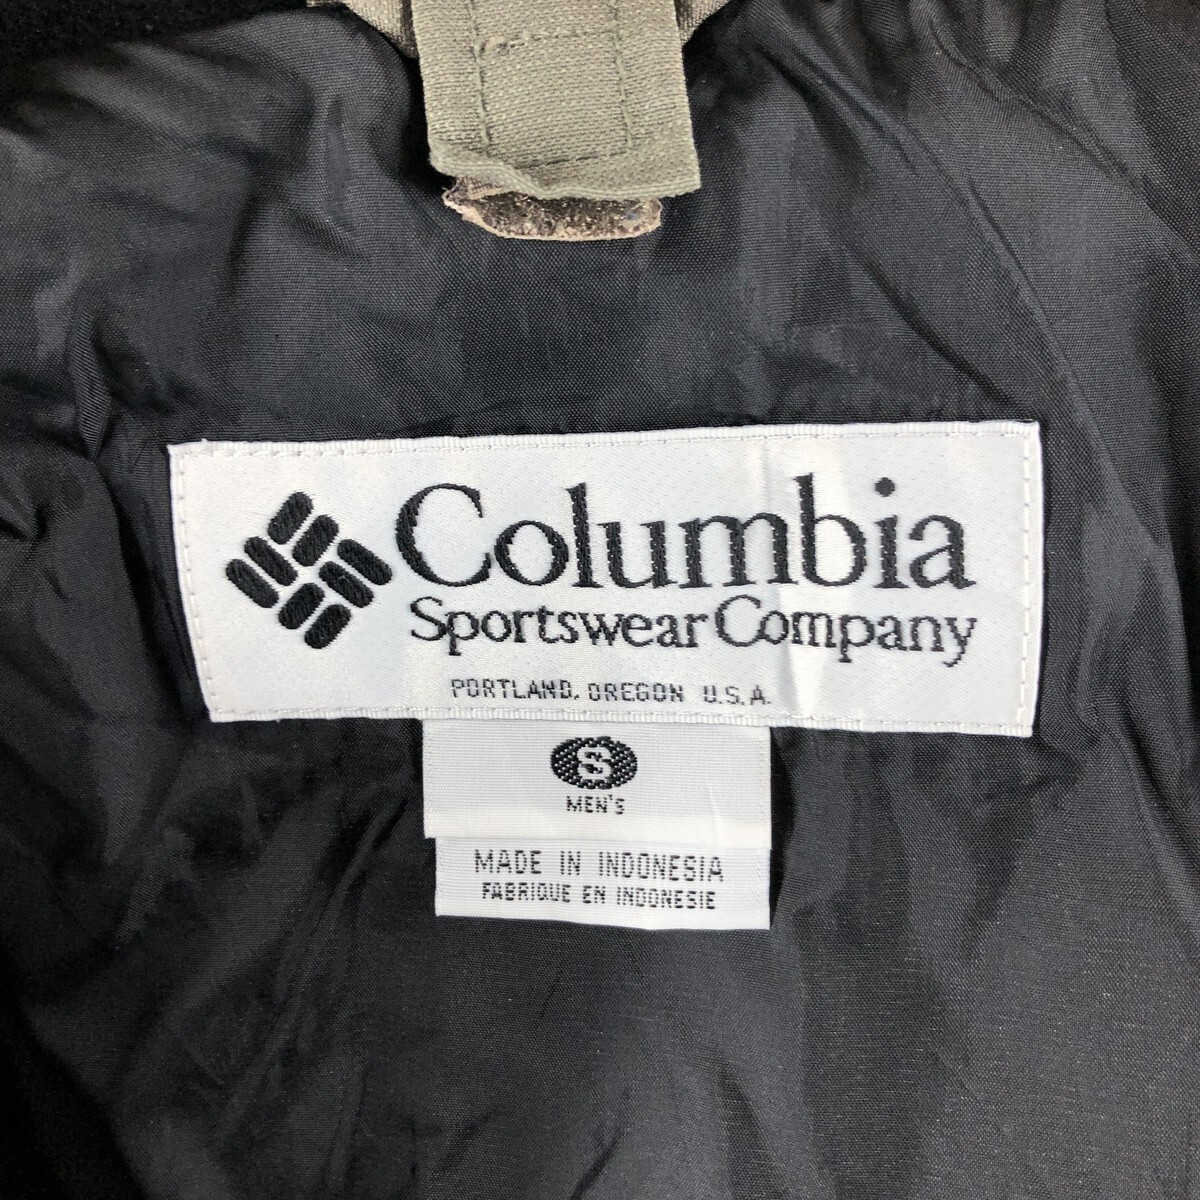 Columbia
Sportswear Company
PORTLAND, OREGON U.S.A.
S
MEN'S
MADE IN INDONESIA
FABRIQUE EN INDONESIE